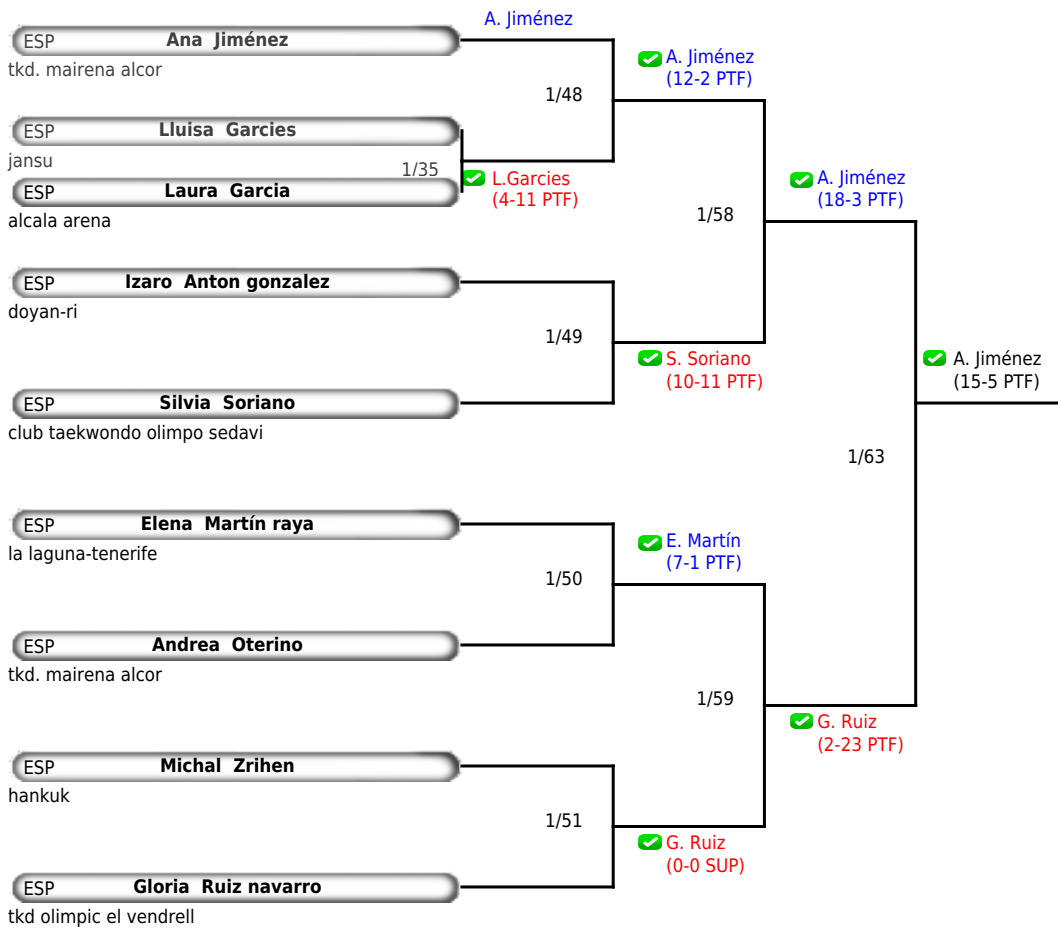 A. Jiménez
ESP Ana Jiménez
tkd. mairena alcor
A. Jiménez
(12-2 PTF)
1/48
ESP Lluisa Garcies
jansu
1/35
L.Garcies
(4-11 PTF)
ESP Laura Garcia
alcala arena
A. Jiménez
(18-3 PTF)
1/58
ESP Izaro Anton gonzalez
doyan-ri
1/49
S. Soriano
(10-11 PTF)
A. Jiménez
(15-5 PTF)
ESP Silvia Soriano
club taekwondo olimpo sedavi
1/63
ESP Elena Martín raya
la laguna-tenerife
E. Martín
(7-1 PTF)
1/50
ESP Andrea Oterino
tkd. mairena alcor
1/59
G. Ruiz
(2-23 PTF)
ESP Michal Zrihen
hankuk
1/51
G. Ruiz
(0-0 SUP)
ESP Gloria Ruiz navarro
tkd olimpic el vendrell